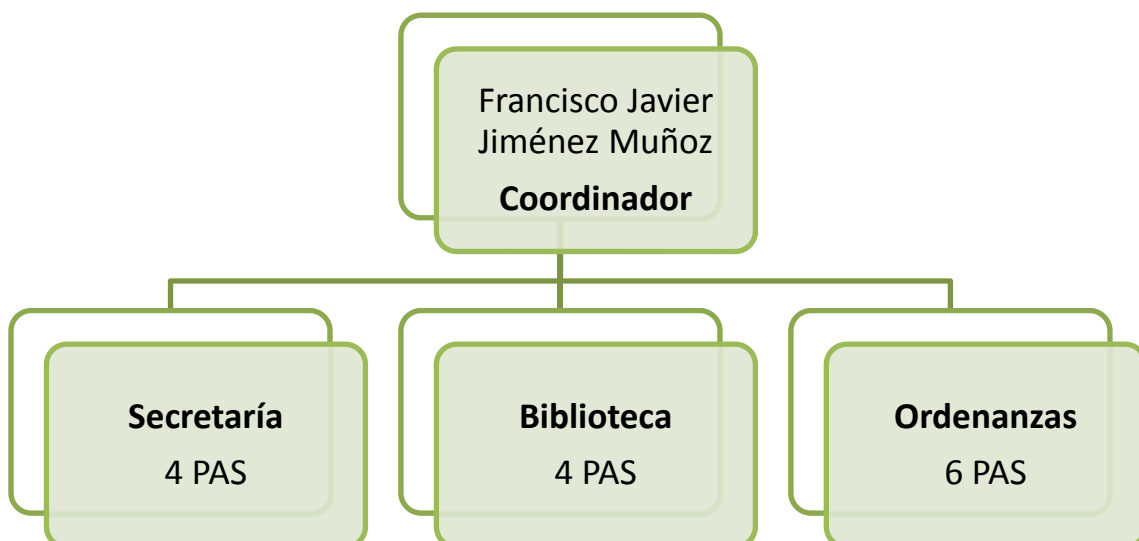 Francisco Javier
Jiménez Muñoz
Coordinador
Secretaría
4 PAS
Biblioteca
4 PAS
Ordenanzas
6 PAS